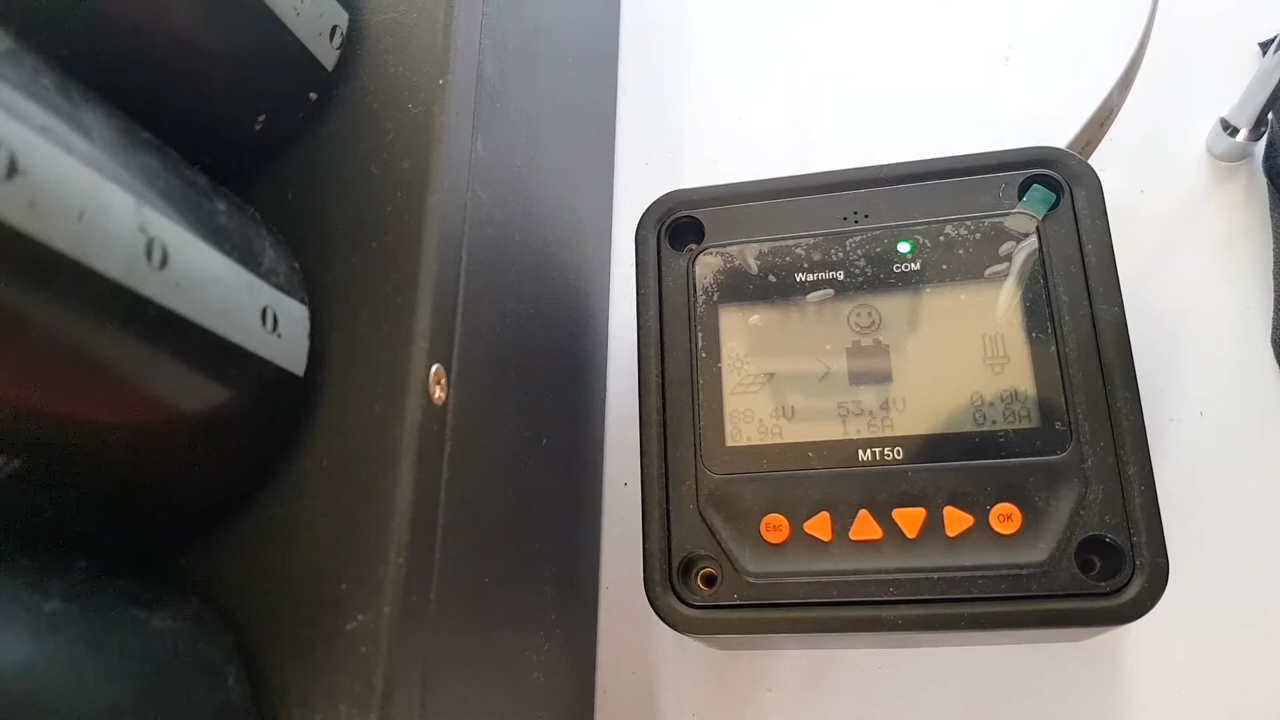 Warning
COM
88.4V 53.4V 0.0V
0.9A 1.6A 0.0A
MT50
Esc
OK